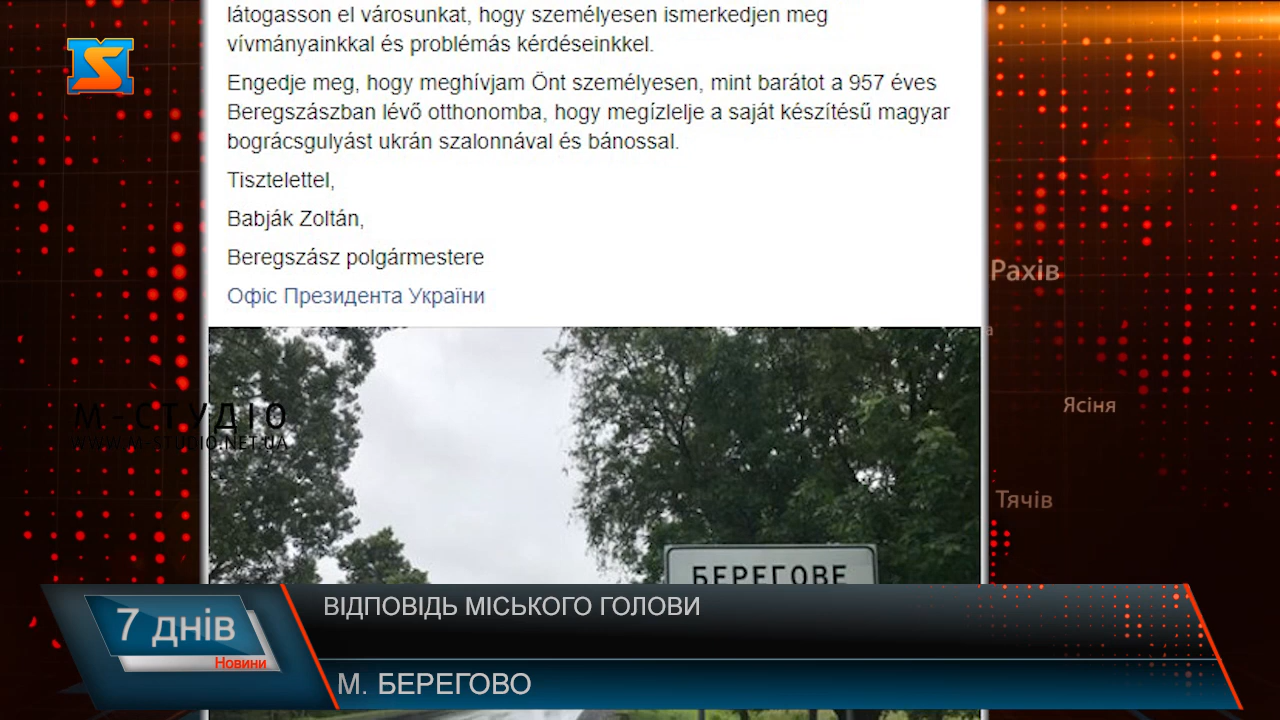 látogasson el városunkat, hogy személyesen ismerkedjen meg
vívmányainkkal és problémás kérdéseinkkel.
Engedje meg, hogy meghívjam Önt személyesen, mint barátot a 957 éves
Beregszászban lévő otthonomba, hogy megízlelje a saját készítésű magyar
bográcsgulyást ukrán szalonnával és bánossal.
Tisztelettel,
Babják Zoltán,
Beregszász polgármestere
Офіс Президента України
Рахів
а
Ясіня
Тячів
М-СТУДІО
WWW.M-STUDIO.NET.UA
БЕРЕГОВЕ
7 днів
Новини
ВІДПОВІДЬ МІСЬКОГО ГОЛОВИ
М. БЕРЕГОВО